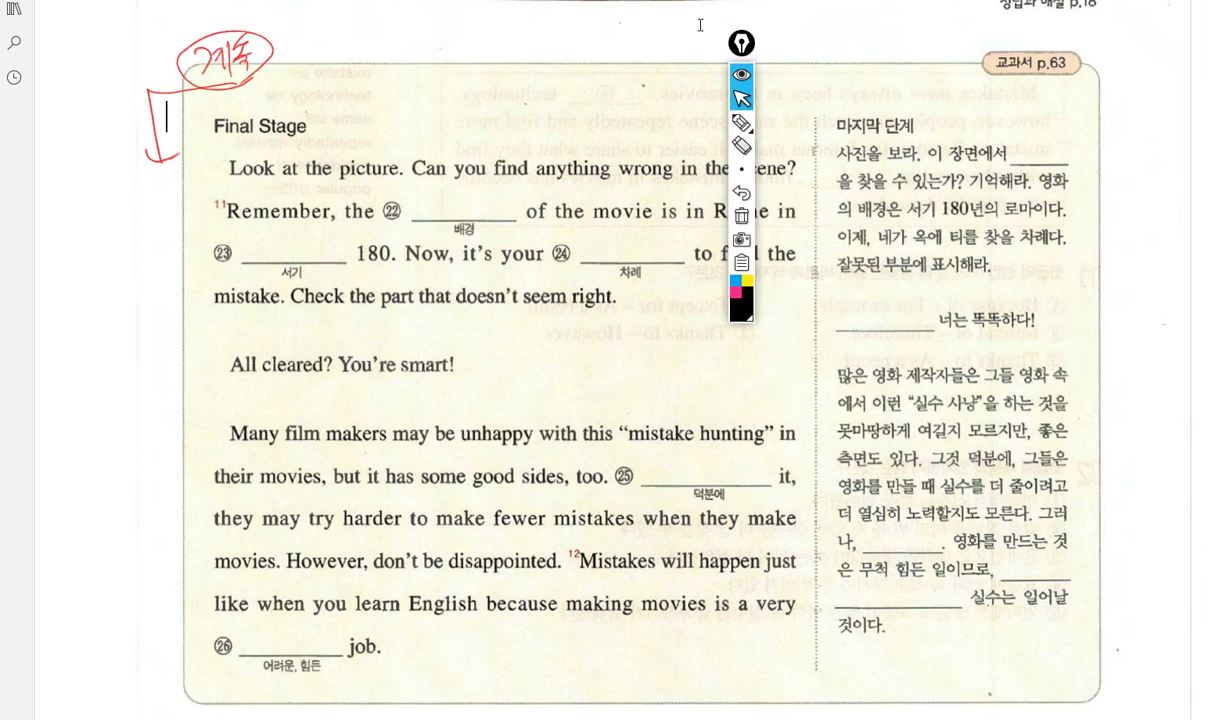 정답과 해설 p.18
계속
교과서 p.63
Final Stage
Look at the picture. Can you find anything wrong in the ene?
¹¹Remember, the ㉒ ________ of the movie is in R e in
배경
㉓ ________ 180. Now, it's your ㉔ ________ to f the
서기 차례
mistake. Check the part that doesn't seem right.
All cleared? You're smart!
Many film makers may be unhappy with this “mistake hunting” in
their movies, but it has some good sides, too. ㉕ __________ it,
덕분에
they may try harder to make fewer mistakes when they make
movies. However, don't be disappointed. ¹²Mistakes will happen just
like when you learn English because making movies is a very
㉖ ________ job.
어려운, 힘든
마지막 단계
사진을 보라. 이 장면에서 ______
을 찾을 수 있는가? 기억해라. 영화
의 배경은 서기 180년의 로마이다.
이제, 네가 옥에 티를 찾을 차례다.
잘못된 부분에 표시해라.
__________ 너는 똑똑하다!
많은 영화 제작자들은 그들 영화 속
에서 이런 “실수 사냥”을 하는 것을
못마땅하게 여길지 모르지만, 좋은
측면도 있다. 그것 덕분에, 그들은
영화를 만들 때 실수를 더 줄이려고
더 열심히 노력할지도 모른다. 그러
나, ________. 영화를 만드는 것
은 무척 힘든 일이므로, ________
____________ 실수는 일어날
것이다.